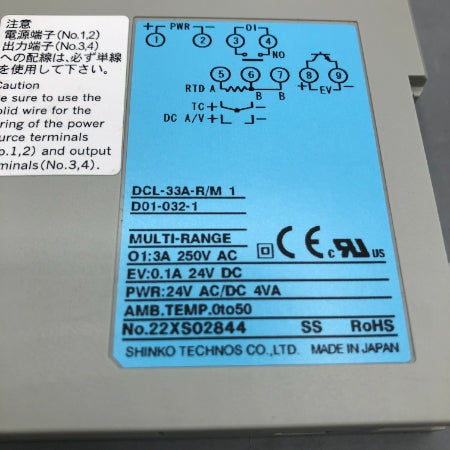 注意
電源端子(No.1,2)
出力端子(No.3,4)
への配線は、必ず単線
を使用して下さい。
Caution
sure to use the
wire for the
of the power
terminals
1,2) and output
(No.3,4).
+ PWR - + O1 -
1 2 3 4
NO
5 6 7 8 9
RTD A B B + EV -
TC + -
DC A/V + -
DCL-33A-R/M 1
D01-032-1
MULTI-RANGE
O1:3A 250V AC
CE c RU US
EV:0.1A 24V DC
PWR:24V AC/DC 4VA
AMB.TEMP.0to50
No.22XS02844 SS RoHS
SHINKO TECHNOS CO.,LTD. MADE IN JAPAN